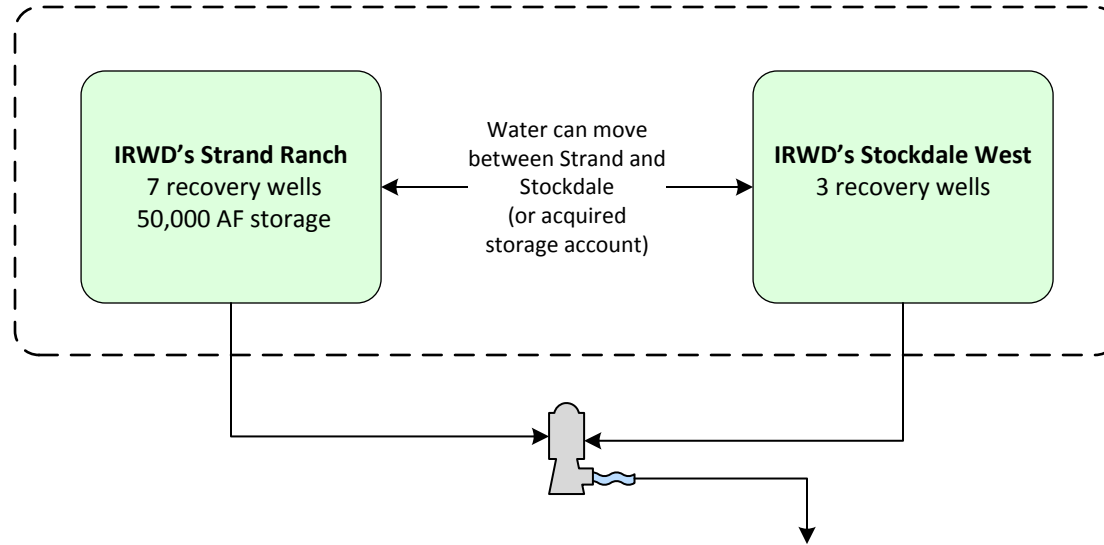 IRWD’s Strand Ranch
7 recovery wells
50,000 AF storage
Water can move
between Strand and
Stockdale
(or acquired
storage account)
IRWD’s Stockdale West
3 recovery wells